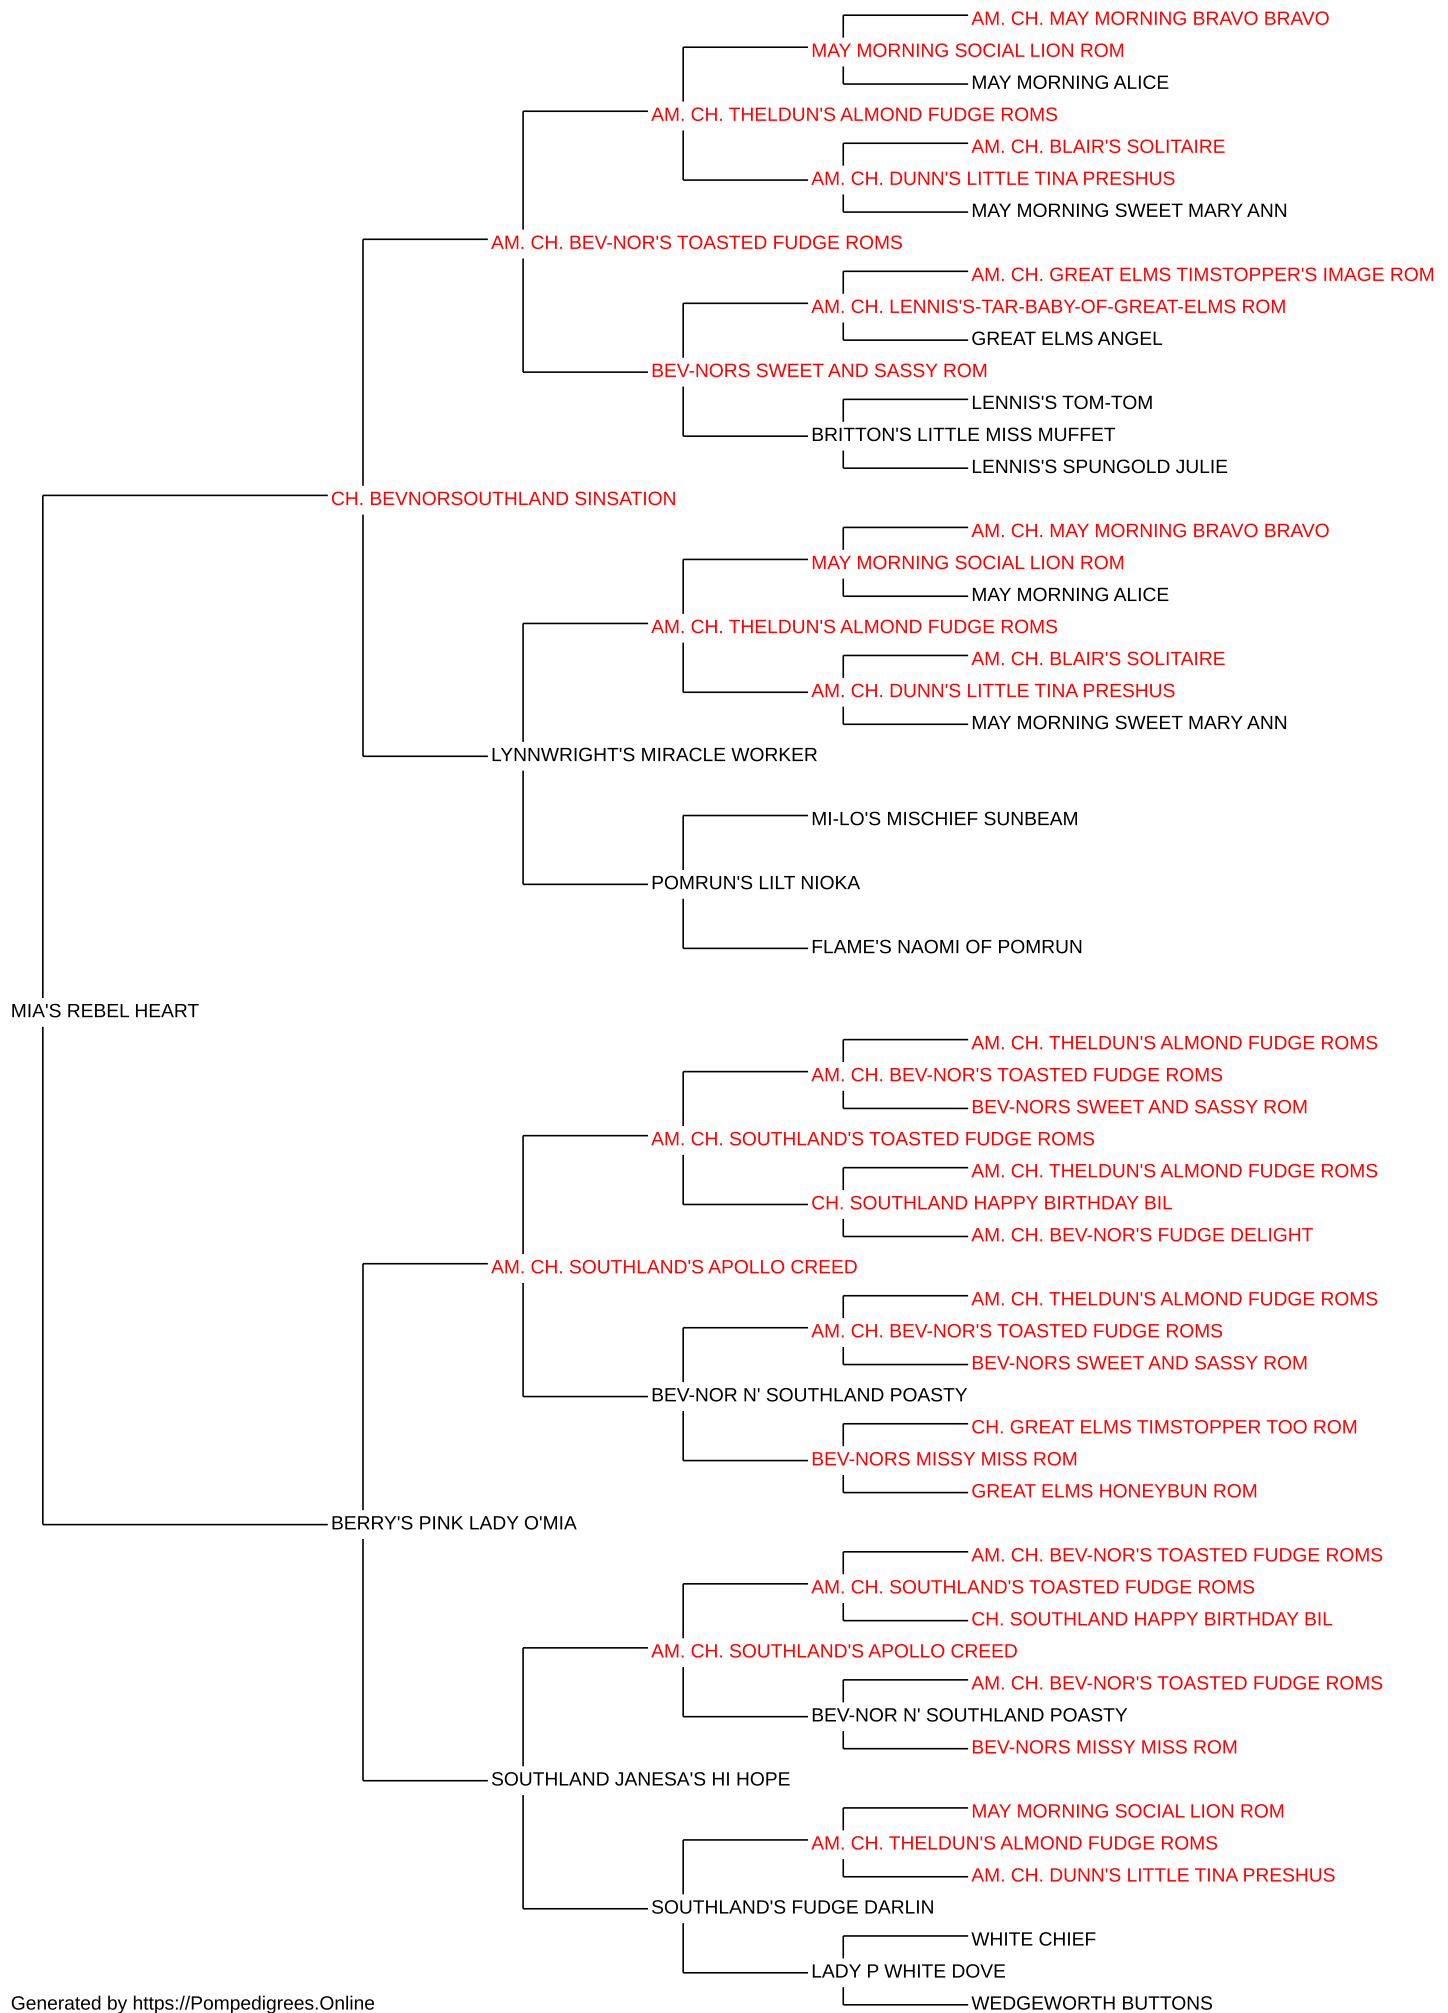 AM. CH. MAY MORNING BRAVO BRAVO
MAY MORNING SOCIAL LION ROM
MAY MORNING ALICE
AM. CH. THELDUN'S ALMOND FUDGE ROMS
AM. CH. BLAIR'S SOLITAIRE
AM. CH. DUNN'S LITTLE TINA PRESHUS
MAY MORNING SWEET MARY ANN
AM. CH. BEV-NOR'S TOASTED FUDGE ROMS
AM. CH. GREAT ELMS TIMSTOPPER'S IMAGE ROM
AM. CH. LENNIS'S-TAR-BABY-OF-GREAT-ELMS ROM
GREAT ELMS ANGEL
BEV-NORS SWEET AND SASSY ROM
LENNIS'S TOM-TOM
BRITTON'S LITTLE MISS MUFFET
LENNIS'S SPUNGOLD JULIE
CH. BEVNORSOUTHLAND SINSATION
AM. CH. MAY MORNING BRAVO BRAVO
MAY MORNING SOCIAL LION ROM
MAY MORNING ALICE
AM. CH. THELDUN'S ALMOND FUDGE ROMS
AM. CH. BLAIR'S SOLITAIRE
AM. CH. DUNN'S LITTLE TINA PRESHUS
MAY MORNING SWEET MARY ANN
LYNNWRIGHT'S MIRACLE WORKER
MI-LO'S MISCHIEF SUNBEAM
POMRUN'S LILT NIOKA
FLAME'S NAOMI OF POMRUN
MIA'S REBEL HEART
AM. CH. THELDUN'S ALMOND FUDGE ROMS
AM. CH. BEV-NOR'S TOASTED FUDGE ROMS
BEV-NORS SWEET AND SASSY ROM
AM. CH. SOUTHLAND'S TOASTED FUDGE ROMS
AM. CH. THELDUN'S ALMOND FUDGE ROMS
CH. SOUTHLAND HAPPY BIRTHDAY BIL
AM. CH. BEV-NOR'S FUDGE DELIGHT
AM. CH. SOUTHLAND'S APOLLO CREED
AM. CH. THELDUN'S ALMOND FUDGE ROMS
AM. CH. BEV-NOR'S TOASTED FUDGE ROMS
BEV-NORS SWEET AND SASSY ROM
BEV-NOR N' SOUTHLAND POASTY
CH. GREAT ELMS TIMSTOPPER TOO ROM
BEV-NORS MISSY MISS ROM
GREAT ELMS HONEYBUN ROM
BERRY'S PINK LADY O'MIA
AM. CH. BEV-NOR'S TOASTED FUDGE ROMS
AM. CH. SOUTHLAND'S TOASTED FUDGE ROMS
CH. SOUTHLAND HAPPY BIRTHDAY BIL
AM. CH. SOUTHLAND'S APOLLO CREED
AM. CH. BEV-NOR'S TOASTED FUDGE ROMS
BEV-NOR N' SOUTHLAND POASTY
BEV-NORS MISSY MISS ROM
SOUTHLAND JANESA'S HI HOPE
MAY MORNING SOCIAL LION ROM
AM. CH. THELDUN'S ALMOND FUDGE ROMS
AM. CH. DUNN'S LITTLE TINA PRESHUS
SOUTHLAND'S FUDGE DARLIN
WHITE CHIEF
LADY P WHITE DOVE
WEDGEWORTH BUTTONS
Generated by https://Pompedigrees.Online